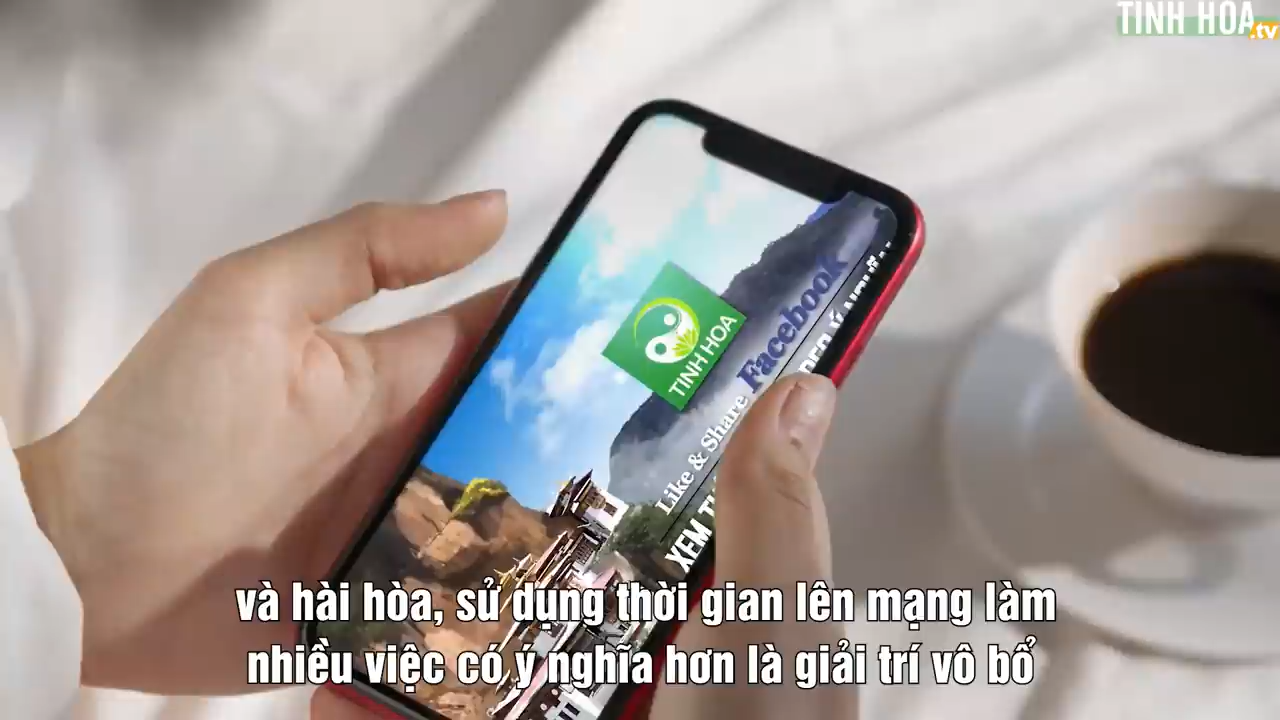 TINH HOA
.tv
TINH HOA
Like & Share Facebook
XEM
và hài hòa, sử dụng thời gian lên mạng làm
nhiều việc có ý nghĩa hơn là giải trí vô bổ